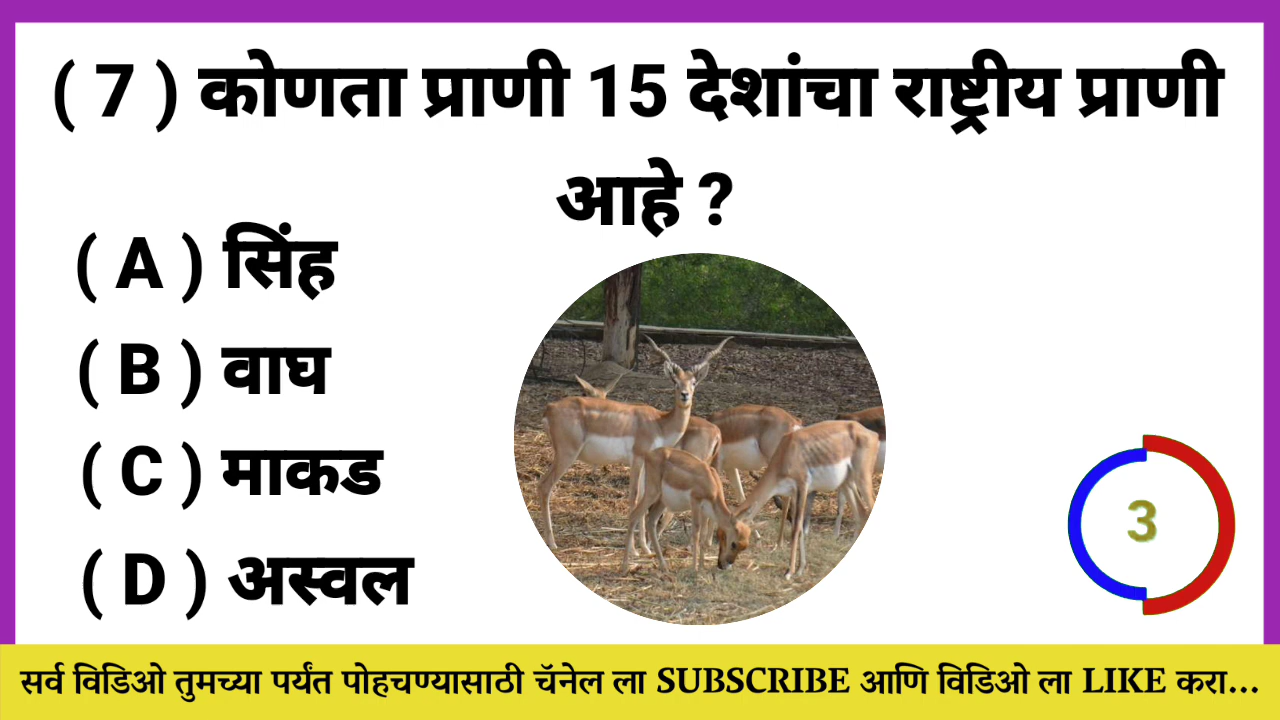 ( 7 ) कोणता प्राणी 15 देशांचा राष्ट्रीय प्राणी
आहे ?
( A ) सिंह
( B ) वाघ
( C ) माकड
( D ) अस्वल
3
सर्व विडिओ तुमच्या पर्यंत पोहचण्यासाठी चॅनेल ला SUBSCRIBE आणि विडिओ ला LIKE करा...